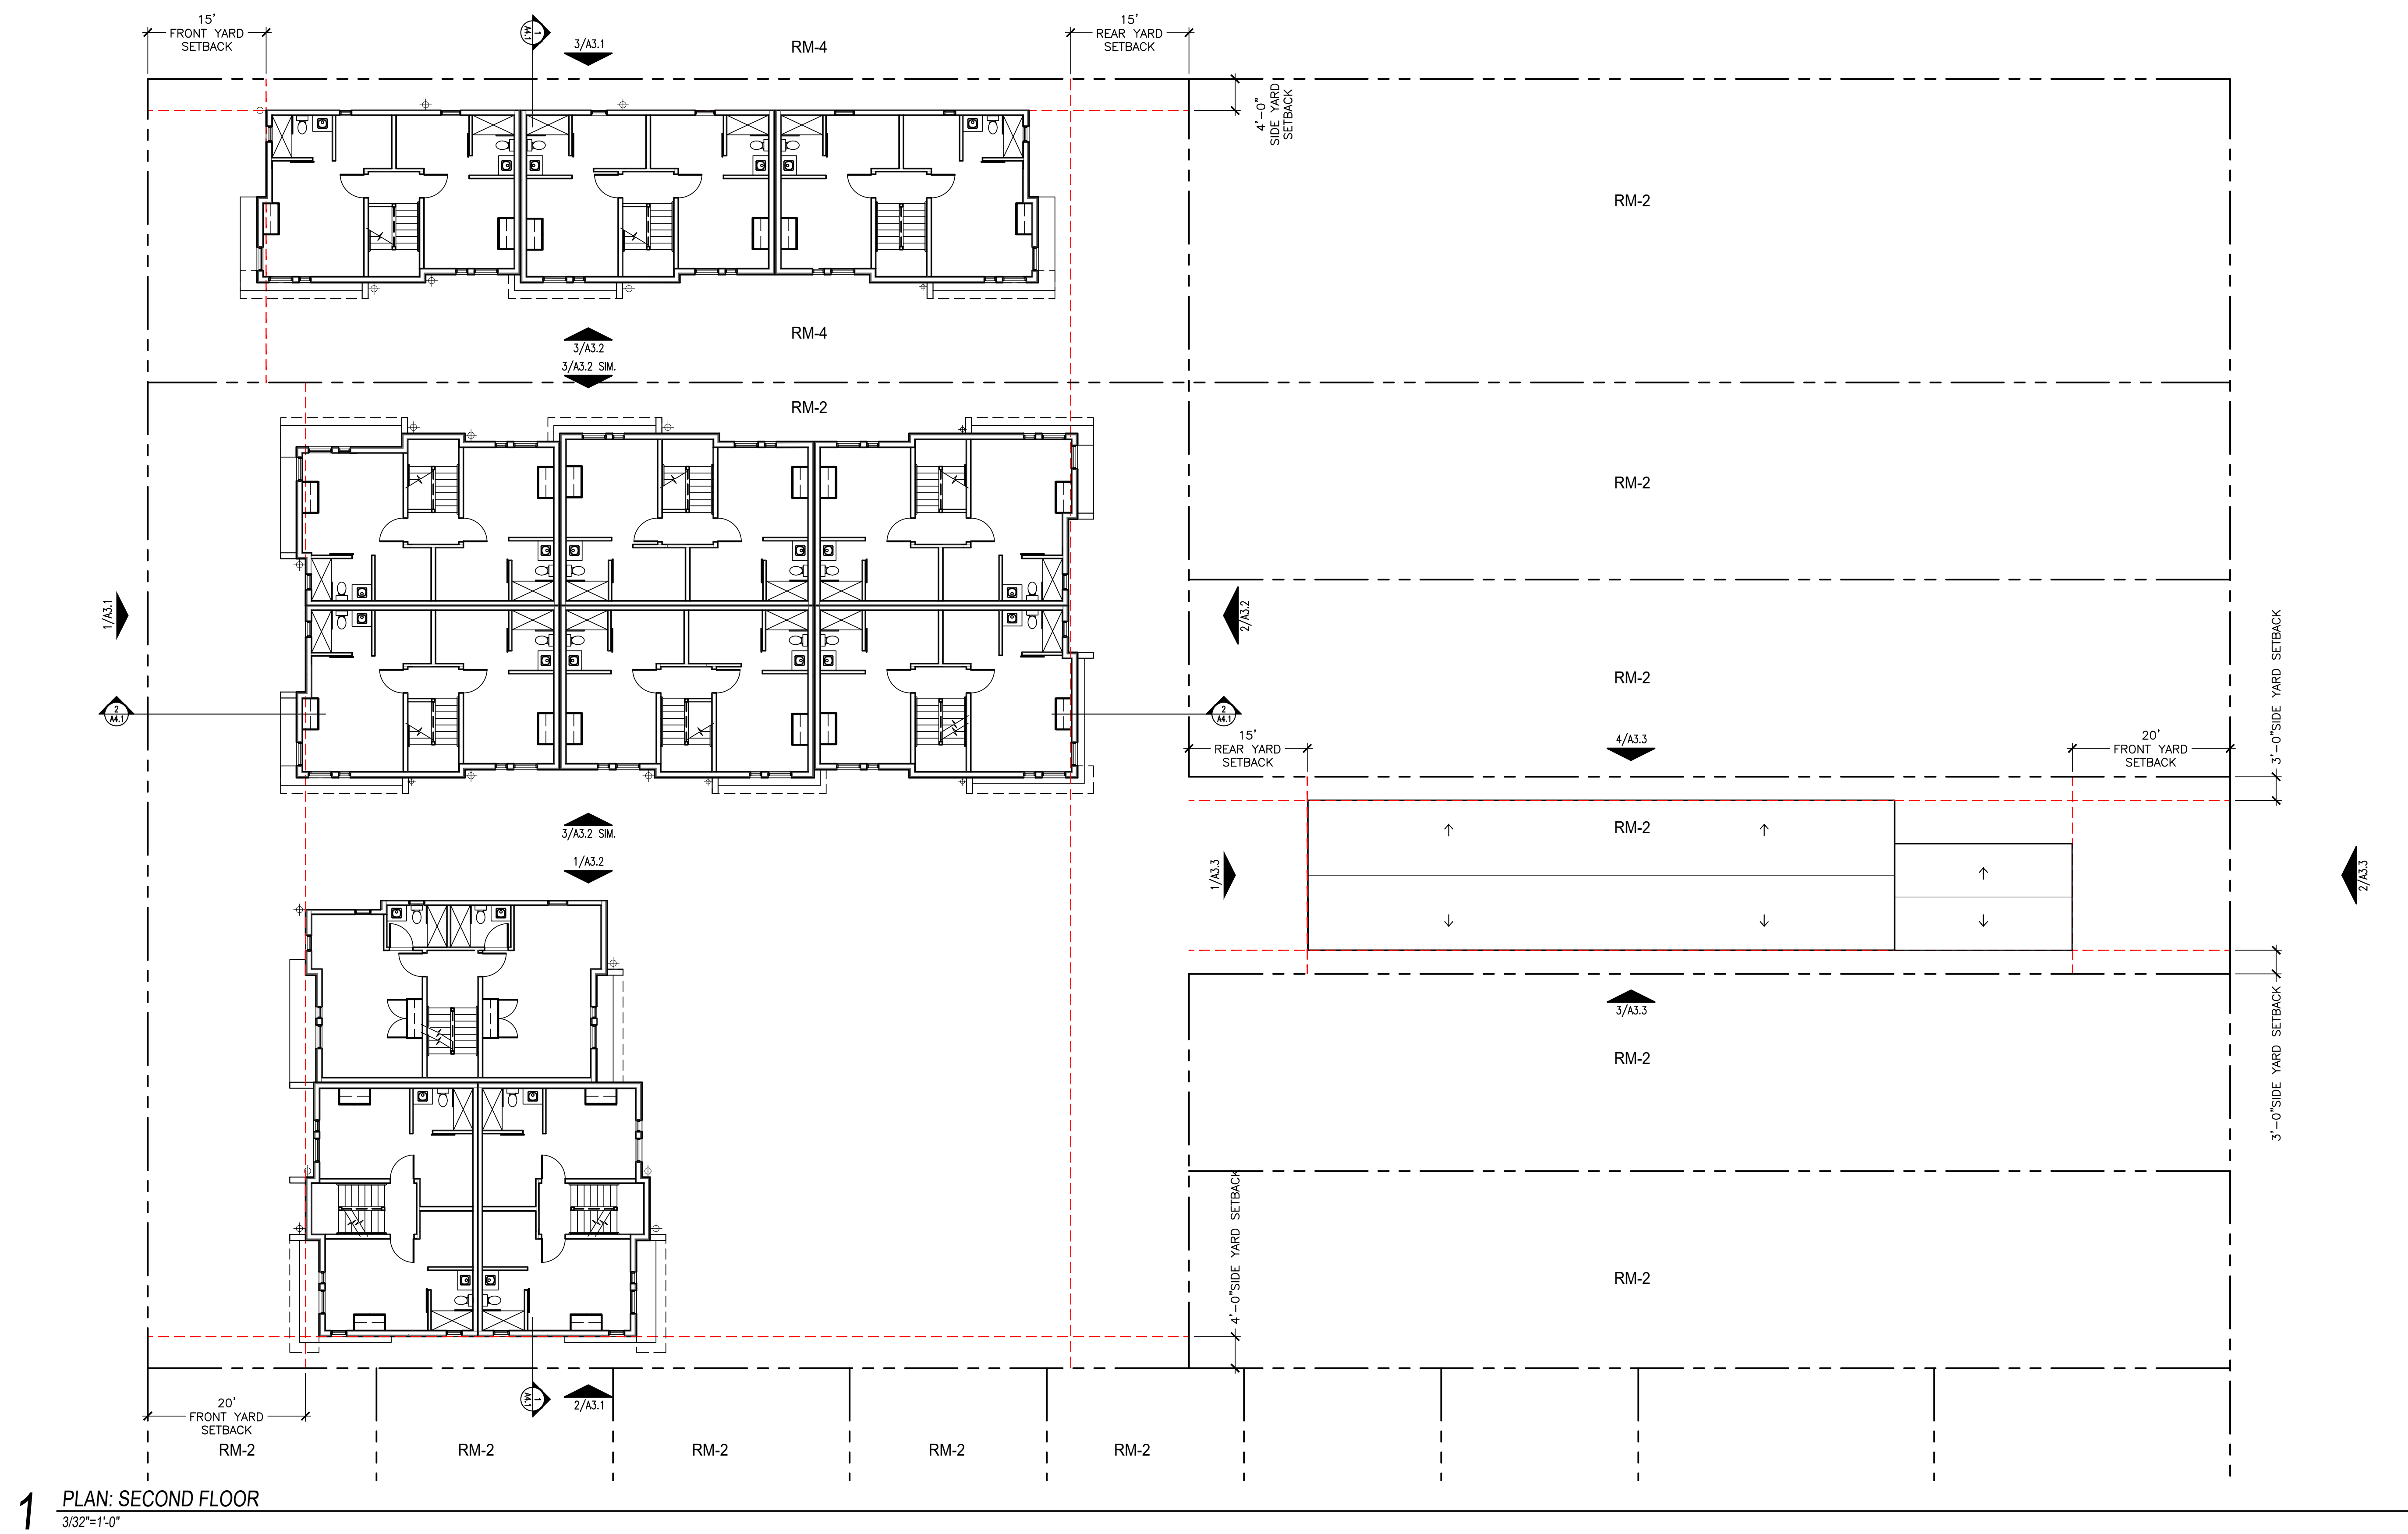 15'
FRONT YARD
SETBACK
1
A4.1
3/A3.1
RM-4
15'
REAR YARD
SETBACK
4'-0"
SIDE YARD
SETBACK
RM-2
RM-4
3/A3.2
3/A3.2 SIM.
RM-2
RM-2
1/A3.1
2/A3.2
RM-2
3'-0"SIDE YARD SETBACK
2
A4.1
2
A4.1
15'
REAR YARD
SETBACK
4/A3.3
20'
FRONT YARD
SETBACK
3/A3.2 SIM.
RM-2
1/A3.2
1/A3.3
2/A3.3
3/A3.3
RM-2
3'-0"SIDE YARD SETBACK
4'-0"SIDE YARD SETBACK
RM-2
1
A4.1
2/A3.1
20'
FRONT YARD
SETBACK
RM-2
RM-2
RM-2
RM-2
RM-2
1 PLAN: SECOND FLOOR
3/32"=1'-0"